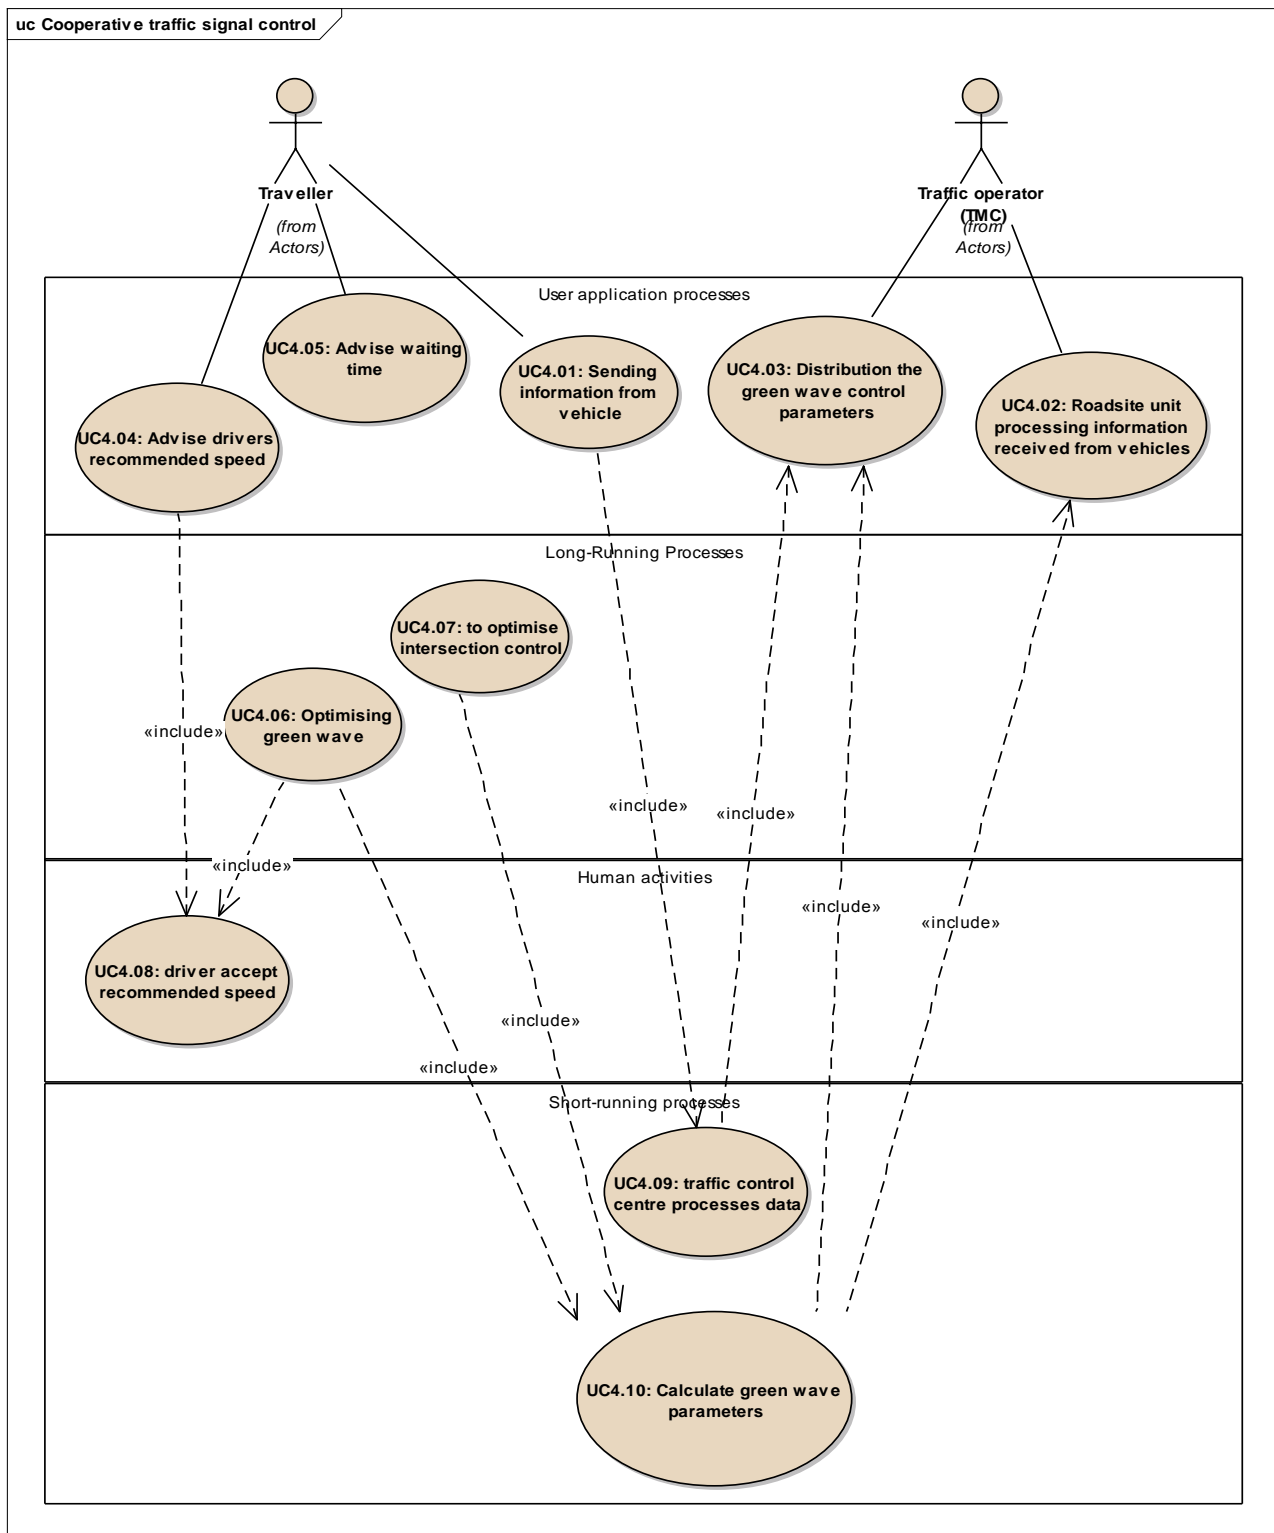 uc Cooperative traffic signal control
Traveller
(from
Actors)
Traffic operator
(TMC)
(from
Actors)
User application processes
UC4.05: Advise waiting
time
UC4.01: Sending
information from
vehicle
UC4.03: Distribution the
green wave control
parameters
UC4.02: Roadsite unit
processing information
received from vehicles
UC4.04: Advise drivers
recommended speed
Long-Running Processes
UC4.07: to optimise
intersection control
UC4.06: Optimising
green wave
«include»
«include»
«include»
«include»
Human activities
«include»
«include»
UC4.08: driver accept
recommended speed
«include»
«include»
Short-running processes
UC4.09: traffic control
centre processes data
UC4.10: Calculate green wave
parameters